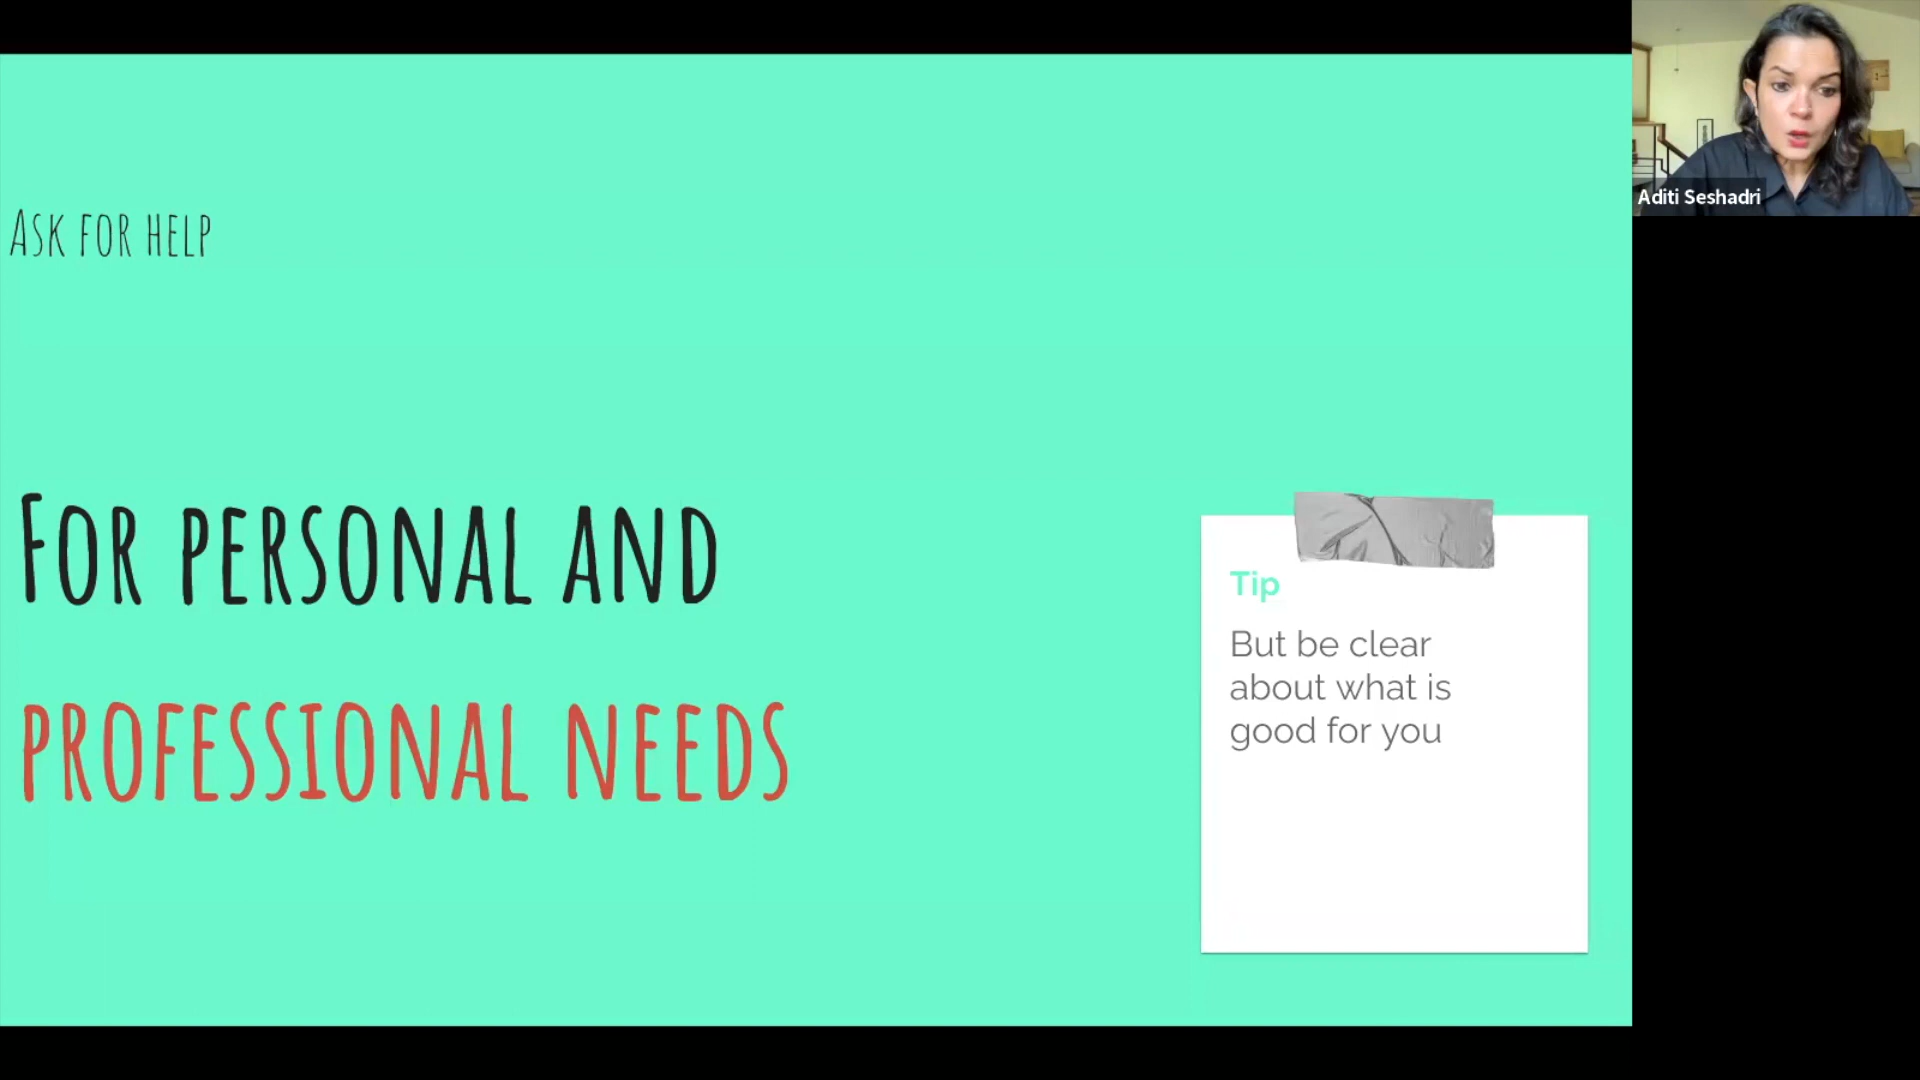 Ask for help
For personal and
professional needs
Tip
But be clear
about what is
good for you
Aditi Seshadri